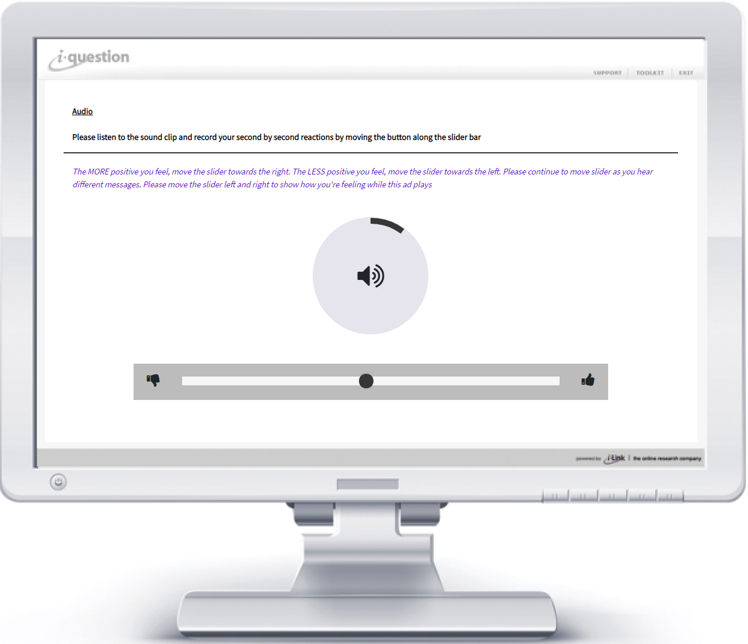 i-question
SUPPORT | TOOLKIT | EXIT
Audio
Please listen to the sound clip and record your second by second reactions by moving the button along the slider bar
The MORE positive you feel, move the slider towards the right. The LESS positive you feel, move the slider towards the left. Please continue to move slider as you hear
different messages. Please move the slider left and right to show how you're feeling while this ad plays
powered by i-Link | the online research company